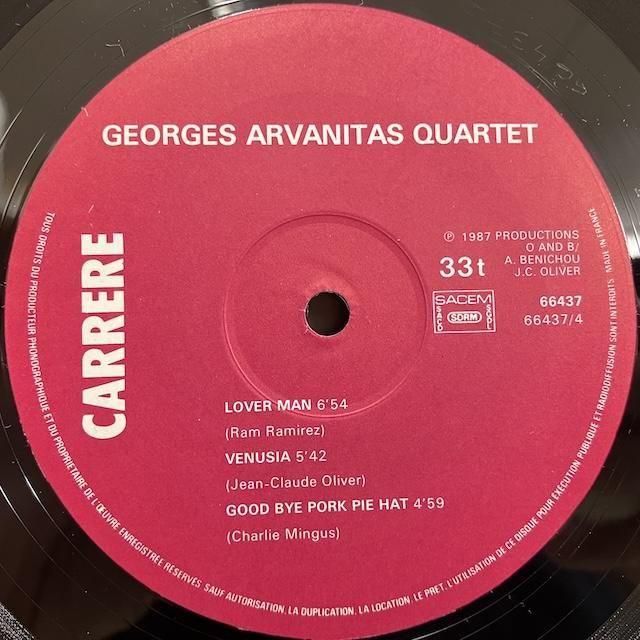 GEORGES ARVANITAS QUARTET
CARRERE
℗ 1987 PRODUCTIONS
O AND B/
A. BENICHOU
J.C. OLIVER
33t
SACEM
SACD
SDRM
SGDL
66437
66437/4
LOVER MAN 6'54
(Ram Ramirez)
VENUSIA 5'42
(Jean-Claude Oliver)
GOOD BYE PORK PIE HAT 4'59
(Charlie Mingus)
TOUS DROITS DU PRODUCTEUR PHONOGRAPHIQUE ET DU PROPRIETAIRE DE L'ŒUVRE ENREGISTREE RESERVES SAUF AUTORISATION, LA DUPLICATION, LA LOCATION, LE PRET, L'UTILISATION DE CE DISQUE POUR EXECUTION PUBLIQUE ET RADIODIFFUSION SONT INTERDITS MADE IN FRANCE